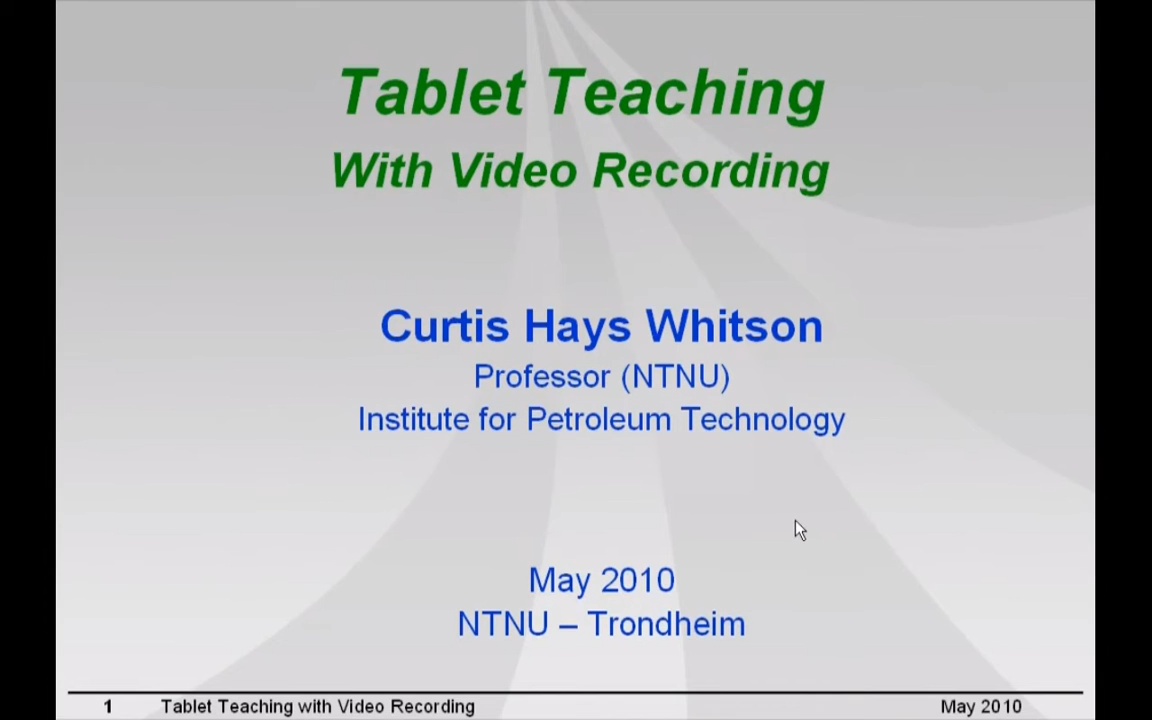 Tablet Teaching
With Video Recording
Curtis Hays Whitson
Professor (NTNU)
Institute for Petroleum Technology
May 2010
NTNU – Trondheim
1 Tablet Teaching with Video Recording May 2010